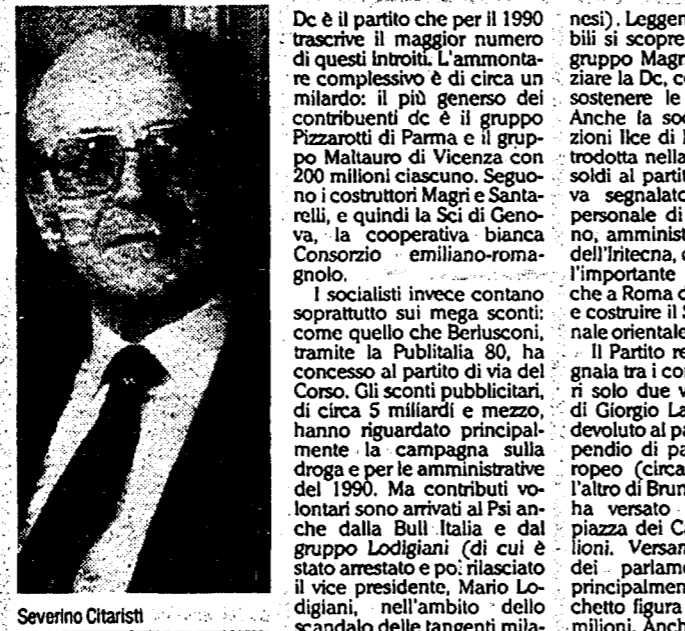 Dc è il partito che per il 1990
trascrive il maggior numero
di questi introiti. L'ammonta-
re complessivo è di circa un
milardo: il più generso dei
contribuenti dc è il gruppo
Pizzarotti di Parma e il grup-
po Maltauro di Vicenza con
200 milioni ciascuno. Seguo-
no i costruttori Magri e Santa-
relli, e quindi la Sci di Geno-
va, la cooperativa bianca
Consorzio emiliano-roma-
gnolo.
I socialisti invece contano
soprattutto sui mega sconti:
come quello che Berlusconi,
tramite la Publitalia 80, ha
concesso al partito di via del
Corso. Gli sconti pubblicitari,
di circa 5 miliardi e mezzo,
hanno riguardato principal-
mente la campagna sulla
droga e per le amministrative
del 1990. Ma contributi vo-
lontari sono arrivati al Psi an-
che dalla Bull Italia e dal
gruppo Lodigiani (di cui è
stato arrestato e poi rilasciato
il vice presidente, Mario Lo-
digiani, nell'ambito dello
scandalo delle tangenti mila-
nesi). Leggen
bili si scopre
gruppo Magr
ziare la Dc, c
sostenere le
Anche la soc
zioni Ilce di
trodotta nella
soldi al partit
va segnalato
personale di
no, amminist
dell'Iritecna, d
l'importante
che a Roma d
e costruire il S
nale orientale
Il Partito re
gnala tra i con
ri solo due v
di Giorgio La
devoluto al pa
pendio di pa
ropeo (circa
l'altro di Brun
ha versato
piazza dei Ca
lioni. Versan
dei parlame
principalmen
chetto figura
milioni. Anch
Severino Citaristi